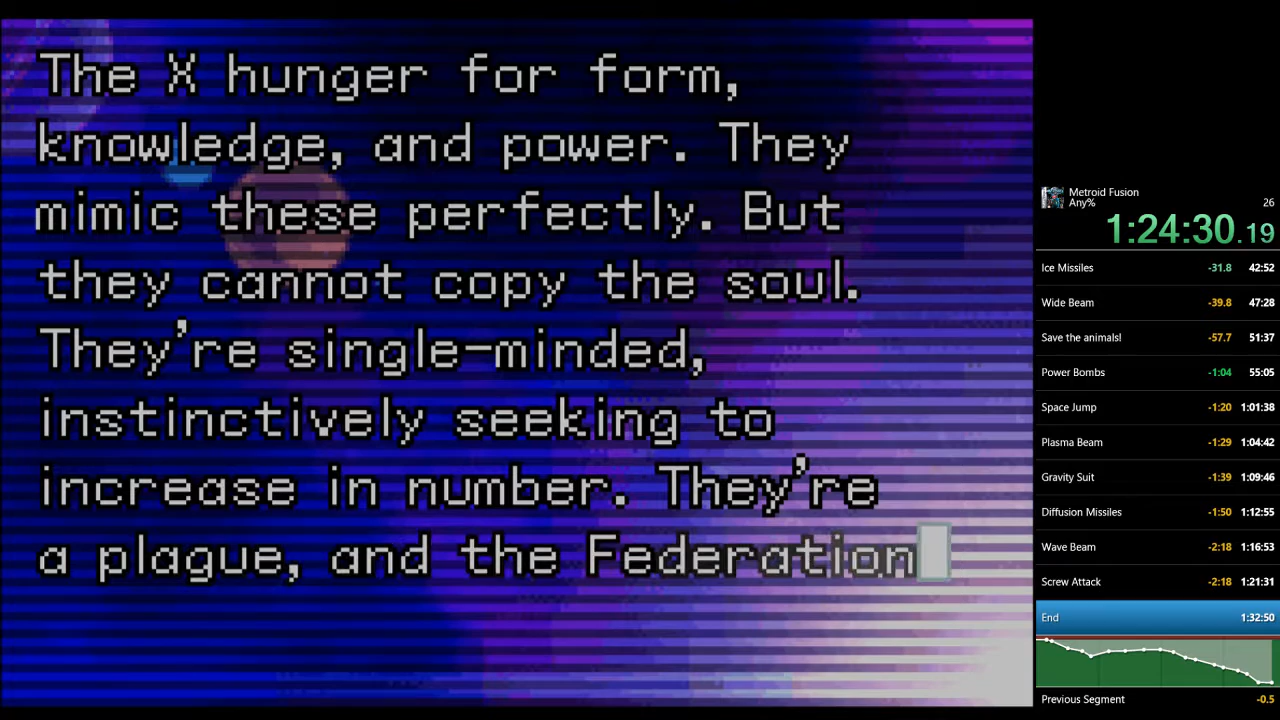 The X hunger for form,
knowledge, and power. They
mimic these perfectly. But
they cannot copy the soul.
They're single-minded,
instinctively seeking to
increase in number. They're
a plague, and the Federation
Metroid Fusion
Any% 26
1:24:30.19
Ice Missiles -31.8 42:52
Wide Beam -39.8 47:28
Save the animals! -57.7 51:37
Power Bombs -1:04 55:05
Space Jump -1:20 1:01:38
Plasma Beam -1:29 1:04:42
Gravity Suit -1:39 1:09:46
Diffusion Missiles -1:50 1:12:55
Wave Beam -2:18 1:16:53
Screw Attack -2:18 1:21:31
End 1:32:50
Previous Segment -0.5